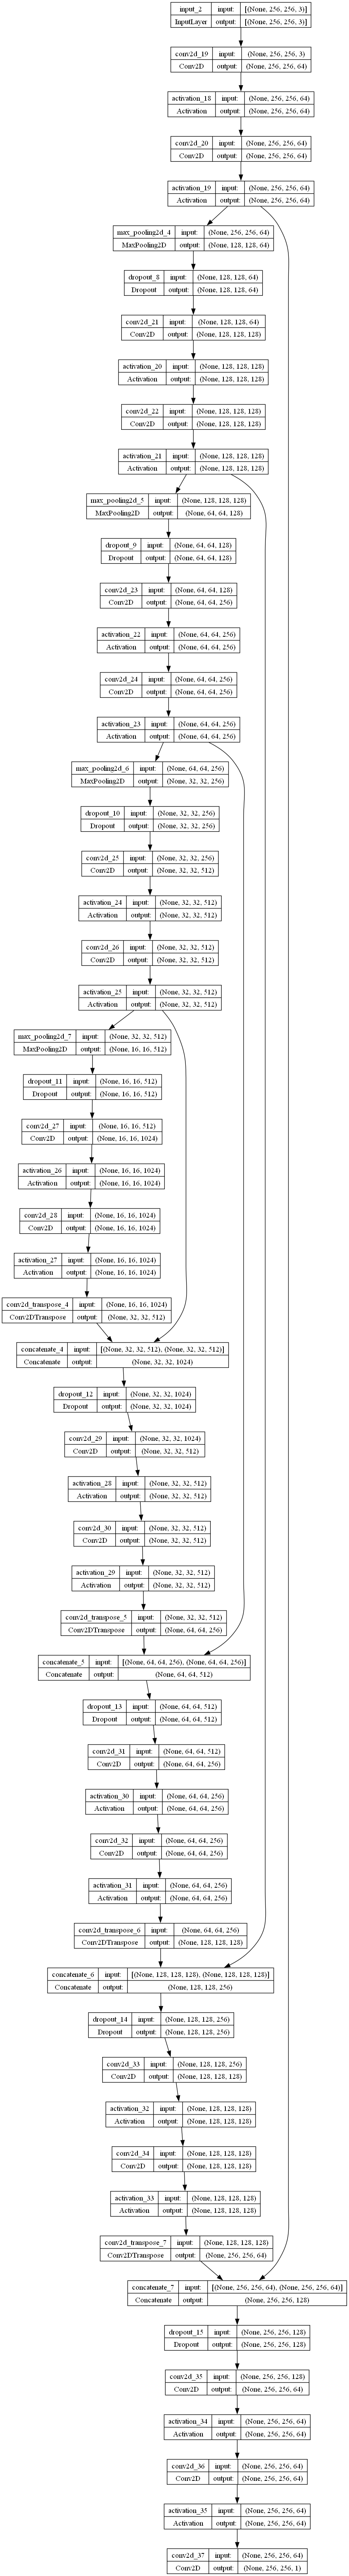 input_2 input: [(None, 256, 256, 3)]
InputLayer output: [(None, 256, 256, 3)]
conv2d_19 input: (None, 256, 256, 3)
Conv2D output: (None, 256, 256, 64)
activation_18 input: (None, 256, 256, 64)
Activation output: (None, 256, 256, 64)
conv2d_20 input: (None, 256, 256, 64)
Conv2D output: (None, 256, 256, 64)
activation_19 input: (None, 256, 256, 64)
Activation output: (None, 256, 256, 64)
max_pooling2d_4 input: (None, 256, 256, 64)
MaxPooling2D output: (None, 128, 128, 64)
dropout_8 input: (None, 128, 128, 64)
Dropout output: (None, 128, 128, 64)
conv2d_21 input: (None, 128, 128, 64)
Conv2D output: (None, 128, 128, 128)
activation_20 input: (None, 128, 128, 128)
Activation output: (None, 128, 128, 128)
conv2d_22 input: (None, 128, 128, 128)
Conv2D output: (None, 128, 128, 128)
activation_21 input: (None, 128, 128, 128)
Activation output: (None, 128, 128, 128)
max_pooling2d_5 input: (None, 128, 128, 128)
MaxPooling2D output: (None, 64, 64, 128)
dropout_9 input: (None, 64, 64, 128)
Dropout output: (None, 64, 64, 128)
conv2d_23 input: (None, 64, 64, 128)
Conv2D output: (None, 64, 64, 256)
activation_22 input: (None, 64, 64, 256)
Activation output: (None, 64, 64, 256)
conv2d_24 input: (None, 64, 64, 256)
Conv2D output: (None, 64, 64, 256)
activation_23 input: (None, 64, 64, 256)
Activation output: (None, 64, 64, 256)
max_pooling2d_6 input: (None, 64, 64, 256)
MaxPooling2D output: (None, 32, 32, 256)
dropout_10 input: (None, 32, 32, 256)
Dropout output: (None, 32, 32, 256)
conv2d_25 input: (None, 32, 32, 256)
Conv2D output: (None, 32, 32, 512)
activation_24 input: (None, 32, 32, 512)
Activation output: (None, 32, 32, 512)
conv2d_26 input: (None, 32, 32, 512)
Conv2D output: (None, 32, 32, 512)
activation_25 input: (None, 32, 32, 512)
Activation output: (None, 32, 32, 512)
max_pooling2d_7 input: (None, 32, 32, 512)
MaxPooling2D output: (None, 16, 16, 512)
dropout_11 input: (None, 16, 16, 512)
Dropout output: (None, 16, 16, 512)
conv2d_27 input: (None, 16, 16, 512)
Conv2D output: (None, 16, 16, 1024)
activation_26 input: (None, 16, 16, 1024)
Activation output: (None, 16, 16, 1024)
conv2d_28 input: (None, 16, 16, 1024)
Conv2D output: (None, 16, 16, 1024)
activation_27 input: (None, 16, 16, 1024)
Activation output: (None, 16, 16, 1024)
conv2d_transpose_4 input: (None, 16, 16, 1024)
Conv2DTranspose output: (None, 32, 32, 512)
concatenate_4 input: [(None, 32, 32, 512), (None, 32, 32, 512)]
Concatenate output: (None, 32, 32, 1024)
dropout_12 input: (None, 32, 32, 1024)
Dropout output: (None, 32, 32, 1024)
conv2d_29 input: (None, 32, 32, 1024)
Conv2D output: (None, 32, 32, 512)
activation_28 input: (None, 32, 32, 512)
Activation output: (None, 32, 32, 512)
conv2d_30 input: (None, 32, 32, 512)
Conv2D output: (None, 32, 32, 512)
activation_29 input: (None, 32, 32, 512)
Activation output: (None, 32, 32, 512)
conv2d_transpose_5 input: (None, 32, 32, 512)
Conv2DTranspose output: (None, 64, 64, 256)
concatenate_5 input: [(None, 64, 64, 256), (None, 64, 64, 256)]
Concatenate output: (None, 64, 64, 512)
dropout_13 input: (None, 64, 64, 512)
Dropout output: (None, 64, 64, 512)
conv2d_31 input: (None, 64, 64, 512)
Conv2D output: (None, 64, 64, 256)
activation_30 input: (None, 64, 64, 256)
Activation output: (None, 64, 64, 256)
conv2d_32 input: (None, 64, 64, 256)
Conv2D output: (None, 64, 64, 256)
activation_31 input: (None, 64, 64, 256)
Activation output: (None, 64, 64, 256)
conv2d_transpose_6 input: (None, 64, 64, 256)
Conv2DTranspose output: (None, 128, 128, 128)
concatenate_6 input: [(None, 128, 128, 128), (None, 128, 128, 128)]
Concatenate output: (None, 128, 128, 256)
dropout_14 input: (None, 128, 128, 256)
Dropout output: (None, 128, 128, 256)
conv2d_33 input: (None, 128, 128, 256)
Conv2D output: (None, 128, 128, 128)
activation_32 input: (None, 128, 128, 128)
Activation output: (None, 128, 128, 128)
conv2d_34 input: (None, 128, 128, 128)
Conv2D output: (None, 128, 128, 128)
activation_33 input: (None, 128, 128, 128)
Activation output: (None, 128, 128, 128)
conv2d_transpose_7 input: (None, 128, 128, 128)
Conv2DTranspose output: (None, 256, 256, 64)
concatenate_7 input: [(None, 256, 256, 64), (None, 256, 256, 64)]
Concatenate output: (None, 256, 256, 128)
dropout_15 input: (None, 256, 256, 128)
Dropout output: (None, 256, 256, 128)
conv2d_35 input: (None, 256, 256, 128)
Conv2D output: (None, 256, 256, 64)
activation_34 input: (None, 256, 256, 64)
Activation output: (None, 256, 256, 64)
conv2d_36 input: (None, 256, 256, 64)
Conv2D output: (None, 256, 256, 64)
activation_35 input: (None, 256, 256, 64)
Activation output: (None, 256, 256, 64)
conv2d_37 input: (None, 256, 256, 64)
Conv2D output: (None, 256, 256, 1)